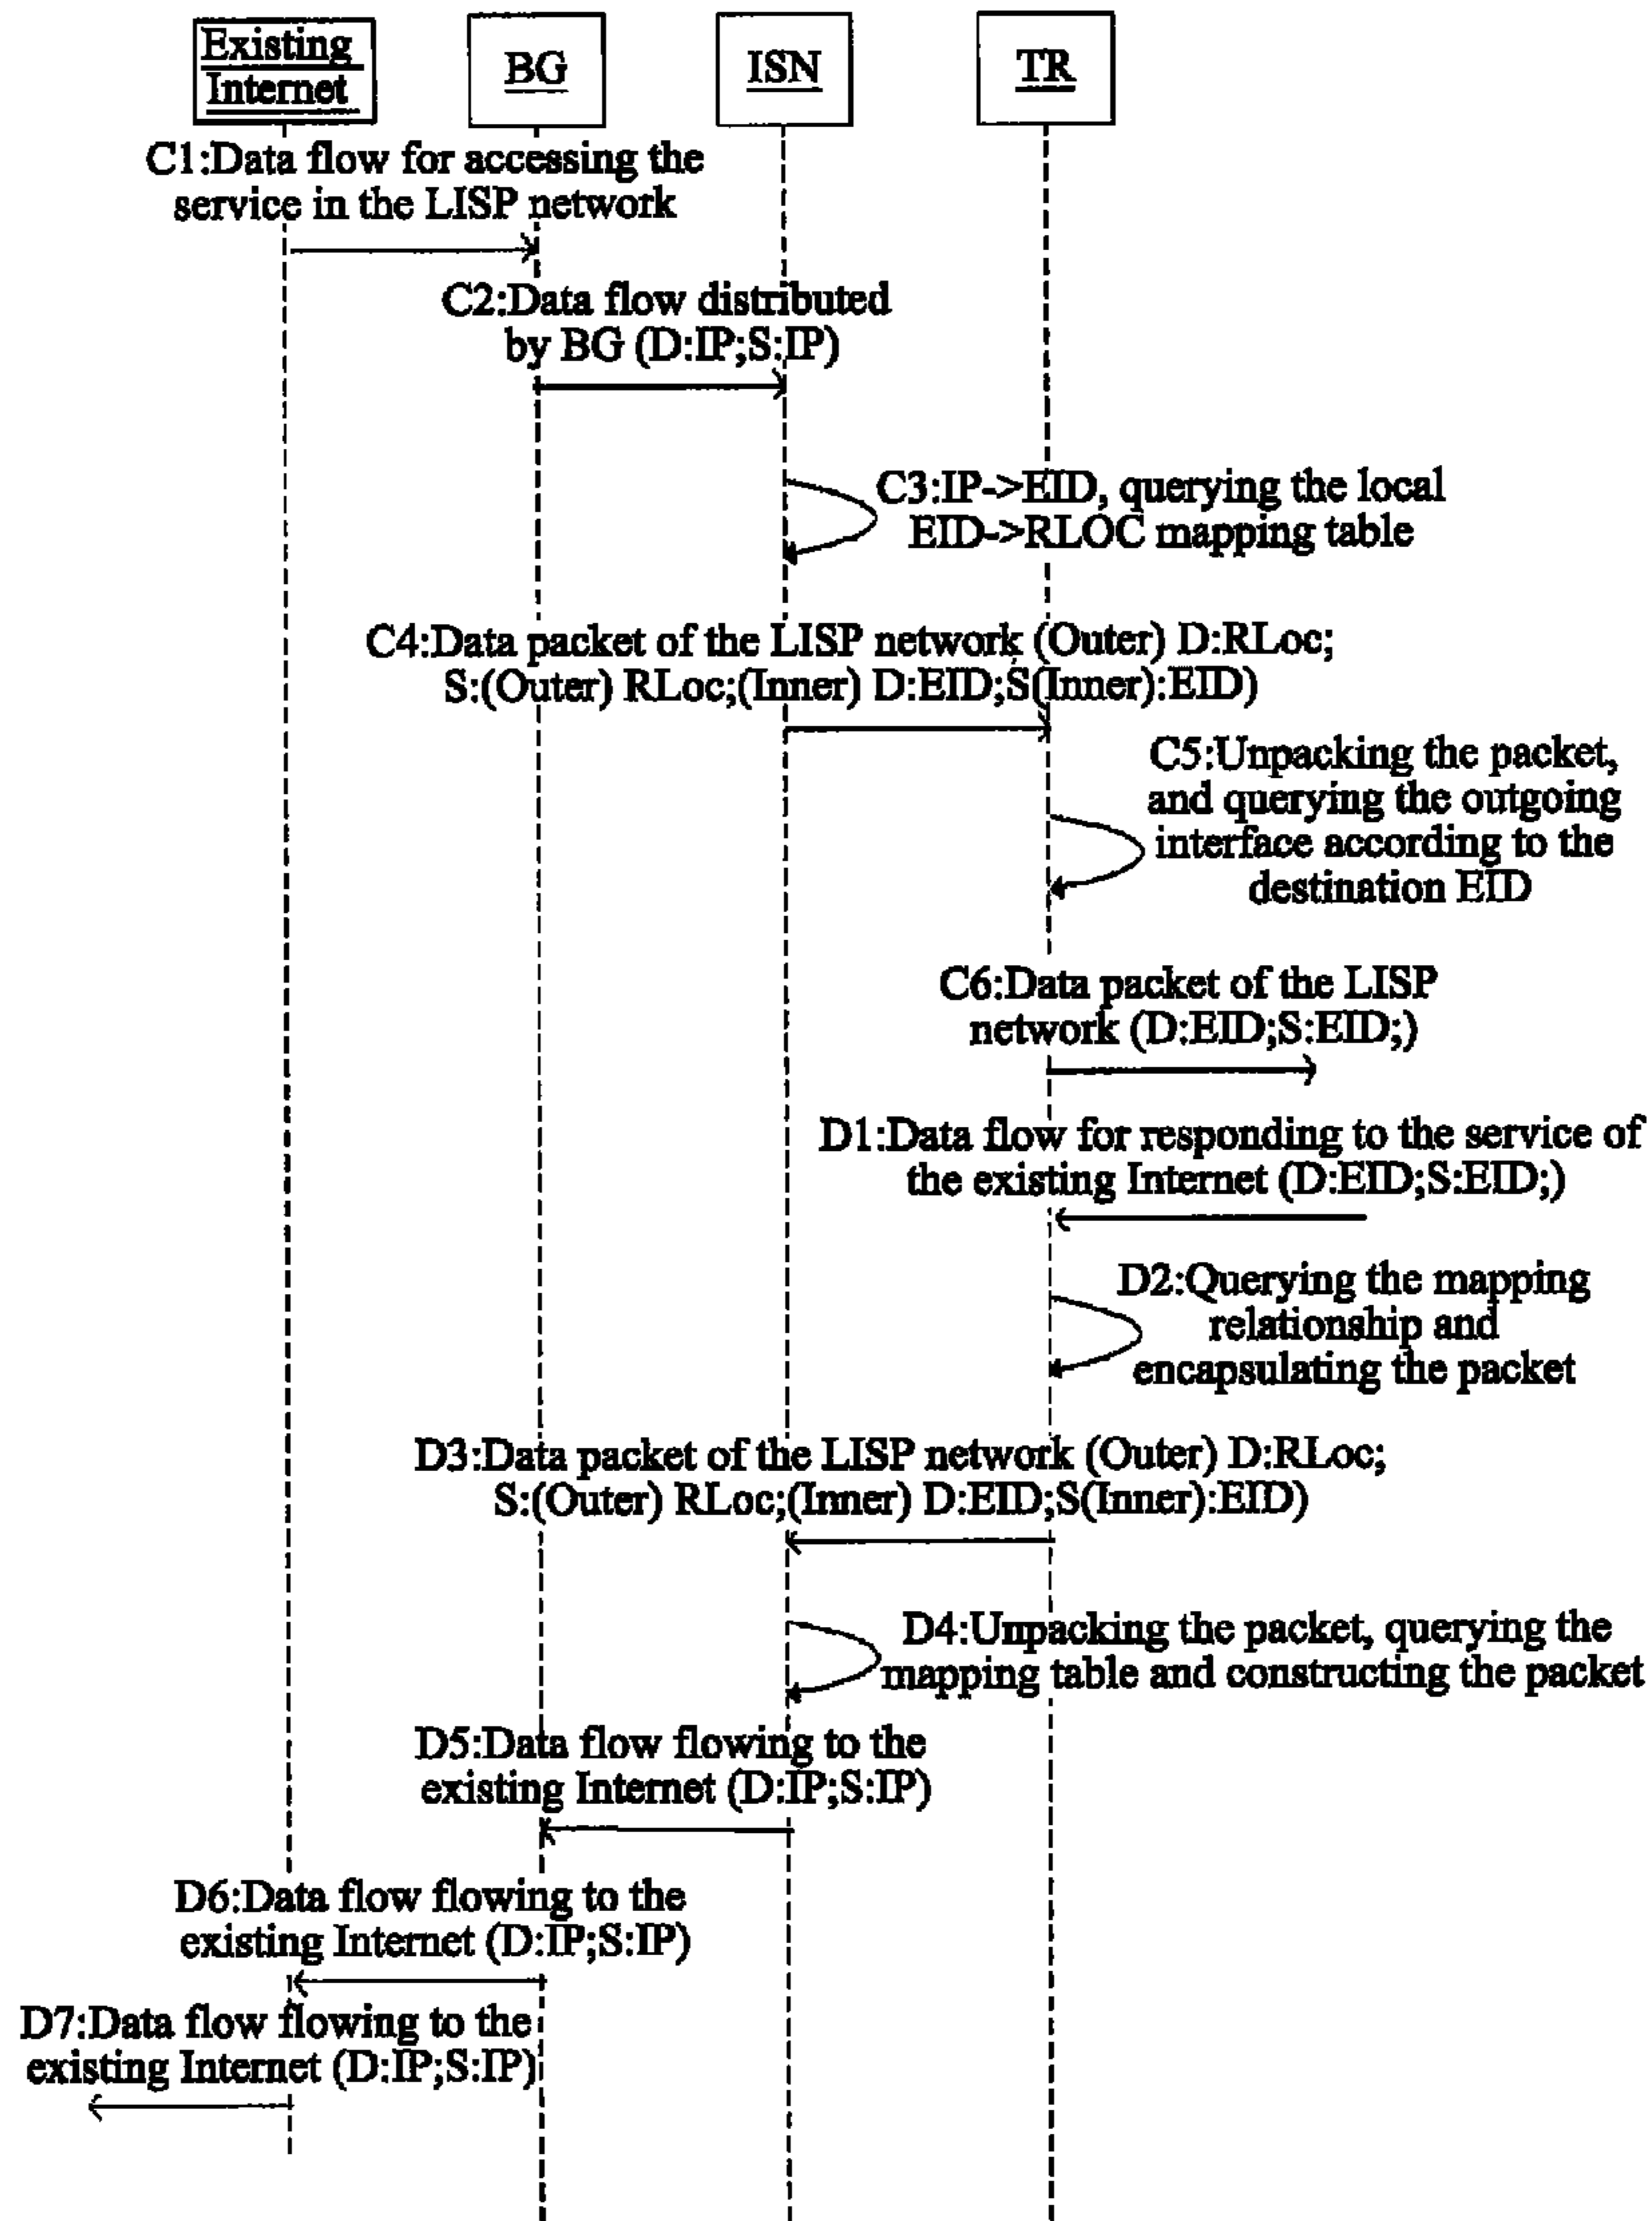 Existing
Internet
BG
ISN
TR
C1:Data flow for accessing the
service in the LISP network
C2:Data flow distributed
by BG (D:IP;S:IP)
C3:IP->EID, querying the local
EID->RLOC mapping table
C4:Data packet of the LISP network (Outer) D:RLoc;
S:(Outer) RLoc;(Inner) D:EID;S(Inner):EID)
C5:Unpacking the packet,
and querying the outgoing
interface according to the
destination EID
C6:Data packet of the LISP
network (D:EID;S:EID;)
D1:Data flow for responding to the service of
the existing Internet (D:EID;S:EID;)
D2:Querying the mapping
relationship and
encapsulating the packet
D3:Data packet of the LISP network (Outer) D:RLoc;
S:(Outer) RLoc;(Inner) D:EID;S(Inner):EID)
D4:Unpacking the packet, querying the
mapping table and constructing the packet
D5:Data flow flowing to the
existing Internet (D:IP;S:IP)
D6:Data flow flowing to the
existing Internet (D:IP;S:IP)
D7:Data flow flowing to the
existing Internet (D:IP;S:IP)